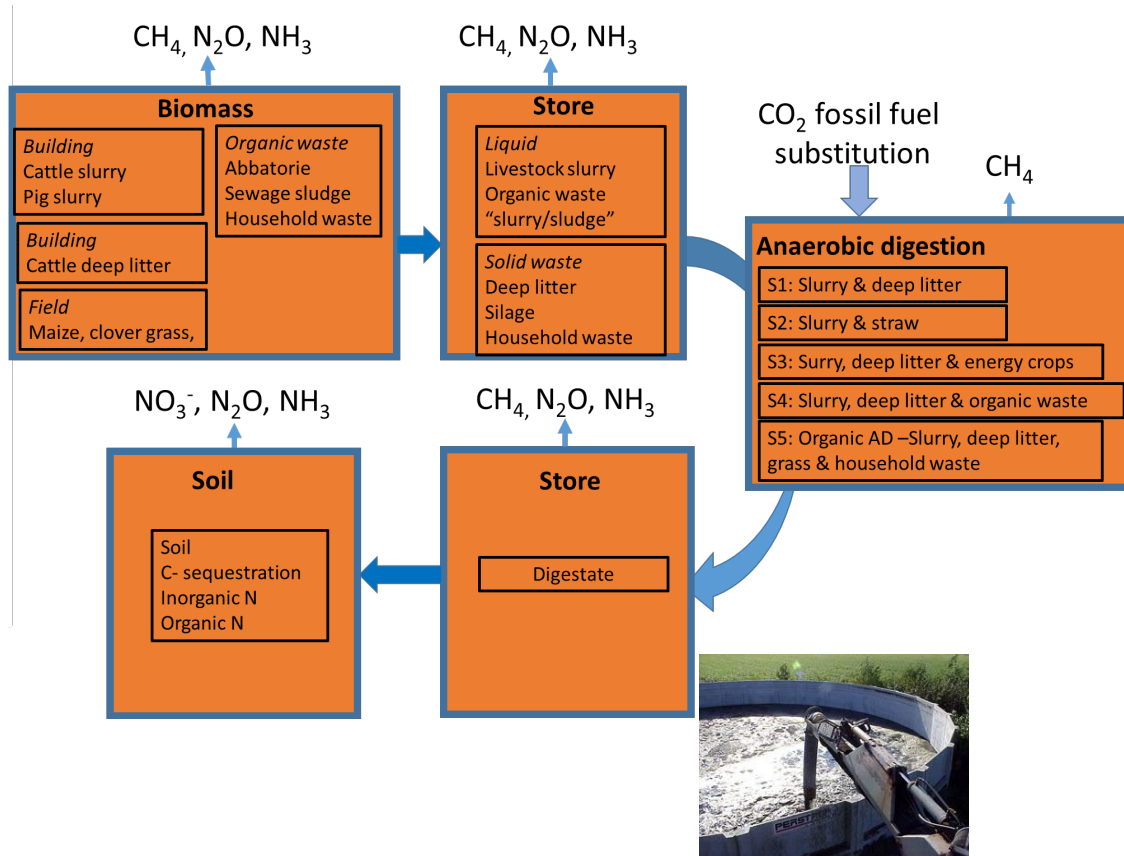 CH₄, N₂O, NH₃
CH₄, N₂O, NH₃
Biomass
Building
Cattle slurry
Pig slurry
Organic waste
Abbatorie
Sewage sludge
Household waste
Building
Cattle deep litter
Field
Maize, clover grass,
Store
Liquid
Livestock slurry
Organic waste
“slurry/sludge”
Solid waste
Deep litter
Silage
Household waste
CO₂ fossil fuel
substitution
CH₄
Anaerobic digestion
S1: Slurry & deep litter
S2: Slurry & straw
S3: Surry, deep litter & energy crops
S4: Slurry, deep litter & organic waste
S5: Organic AD –Slurry, deep litter,
grass & household waste
NO₃⁻, N₂O, NH₃
Soil
Soil
C- sequestration
Inorganic N
Organic N
CH₄, N₂O, NH₃
Store
Digestate